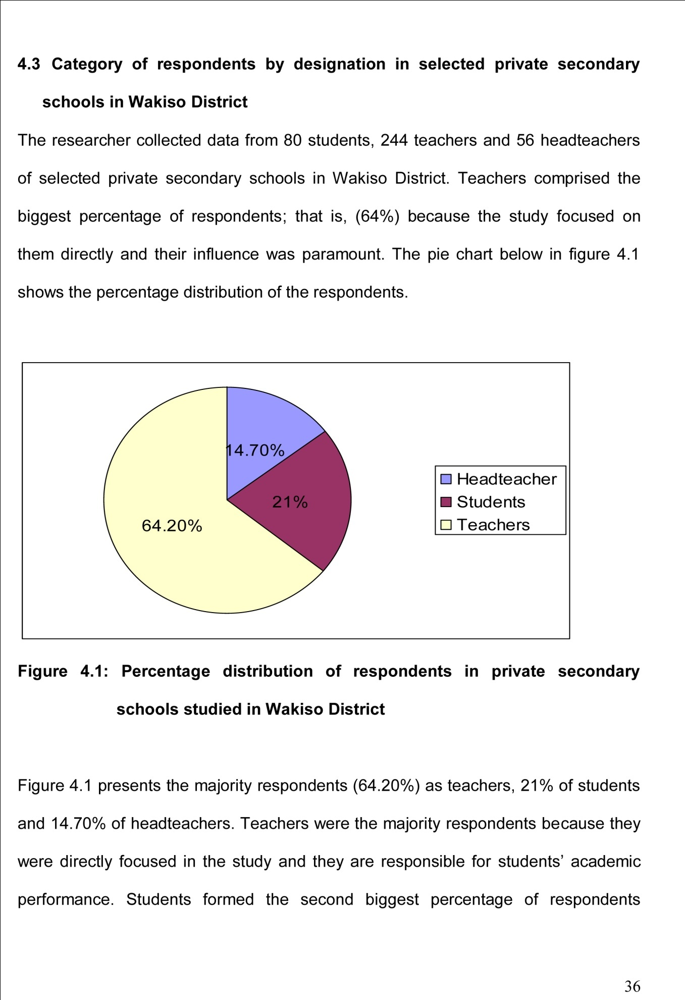 4.3 Category of respondents by designation in selected private secondary
schools in Wakiso District
The researcher collected data from 80 students, 244 teachers and 56 headteachers
of selected private secondary schools in Wakiso District. Teachers comprised the
biggest percentage of respondents; that is, (64%) because the study focused on
them directly and their influence was paramount. The pie chart below in figure 4.1
shows the percentage distribution of the respondents.
14.70%
21%
64.20%
Headteacher
Students
Teachers
Figure 4.1: Percentage distribution of respondents in private secondary
schools studied in Wakiso District
Figure 4.1 presents the majority respondents (64.20%) as teachers, 21% of students
and 14.70% of headteachers. Teachers were the majority respondents because they
were directly focused in the study and they are responsible for students’ academic
performance. Students formed the second biggest percentage of respondents
36